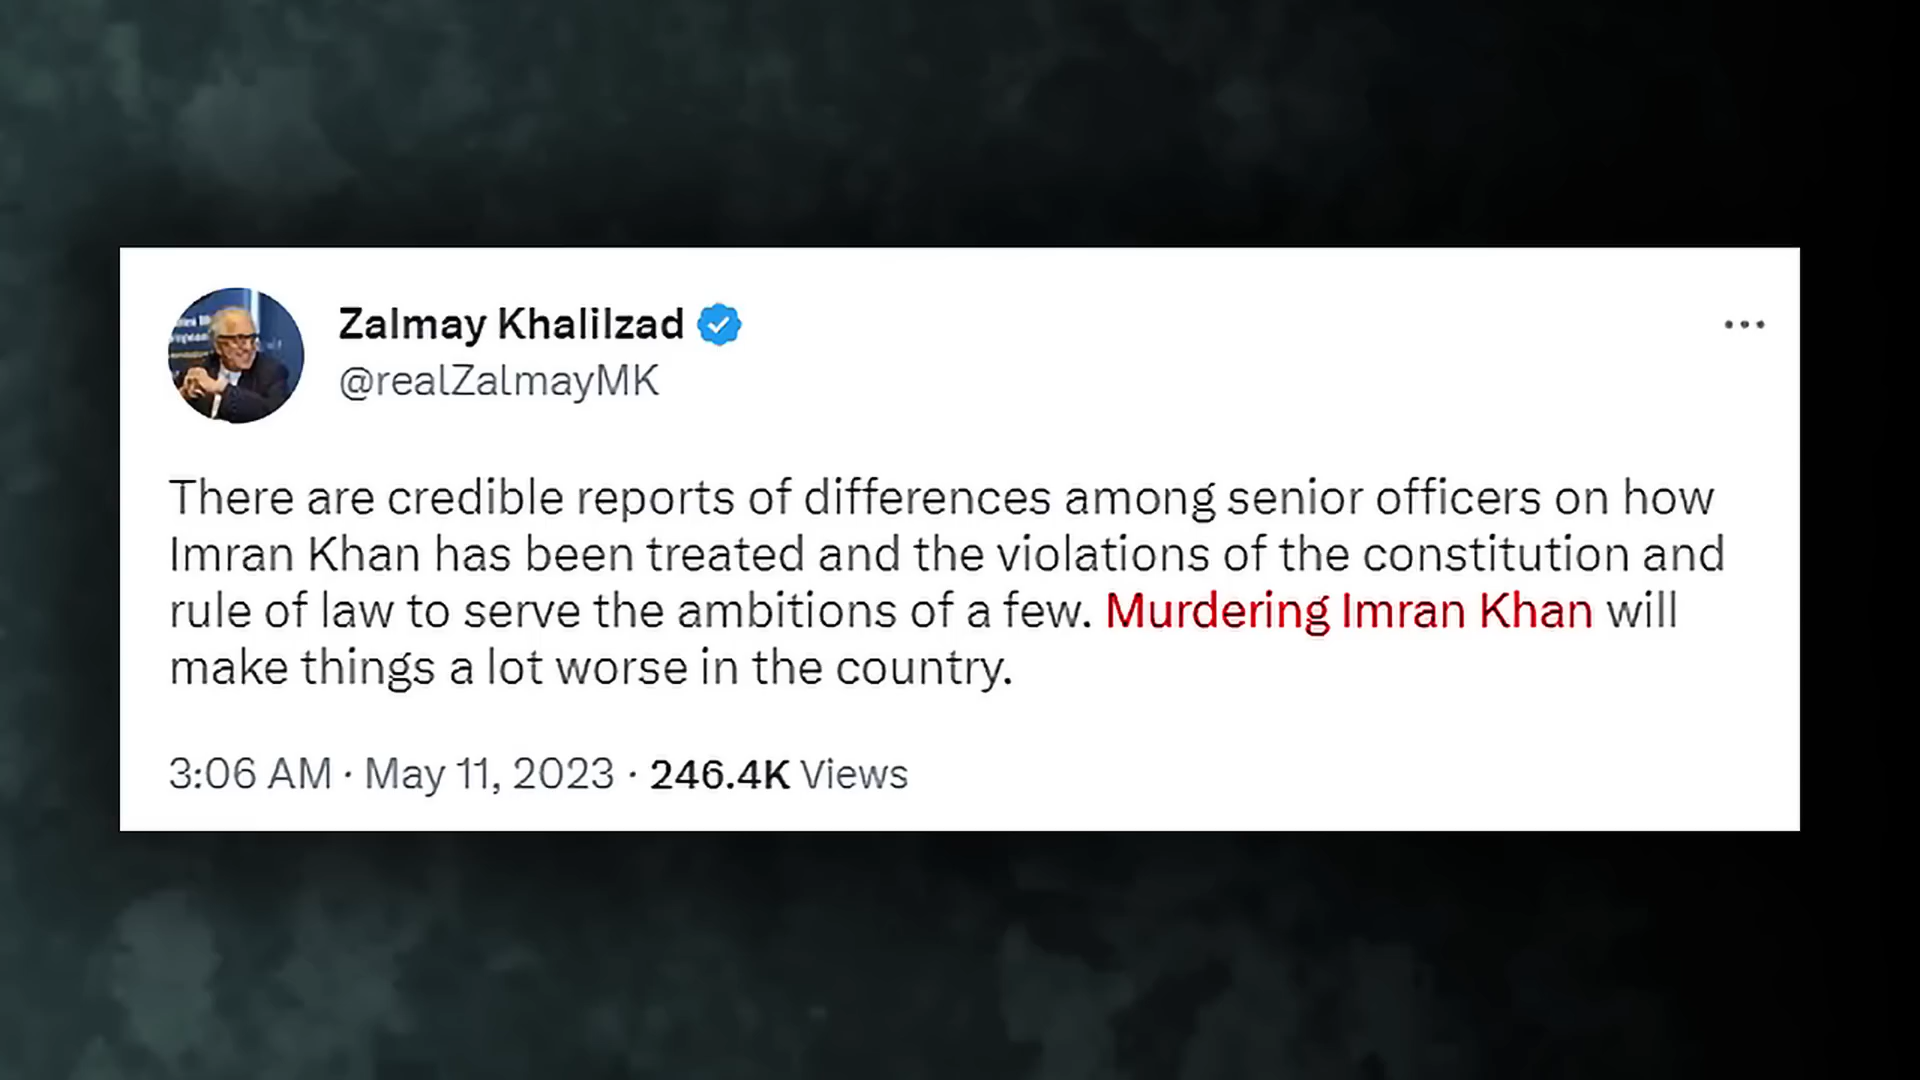 Zalmay Khalilzad
@realZalmayMK
There are credible reports of differences among senior officers on how
Imran Khan has been treated and the violations of the constitution and
rule of law to serve the ambitions of a few. Murdering Imran Khan will
make things a lot worse in the country.
3:06 AM · May 11, 2023 · 246.4K Views